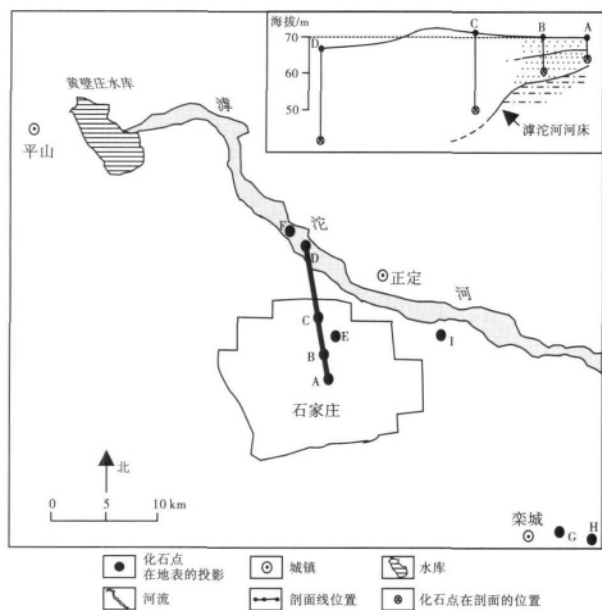 海拔/m
70
60
50
D
C
B
A
滹沱河河床
黄壁庄水库
平山
滹
沱
河
F
D
正定
C
E
I
B
A
石家庄
北
0 5 10 km
栾城
G
H
化石点
在地表的投影
城镇
水库
河流
剖面线位置
化石点在剖面的位置